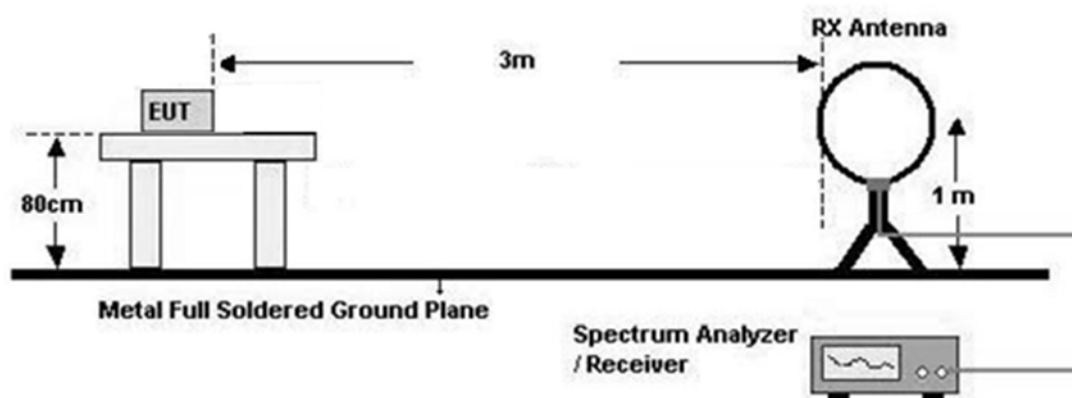 RX Antenna
3m
EUT
80cm
1 m
Metal Full Soldered Ground Plane
Spectrum Analyzer
/ Receiver